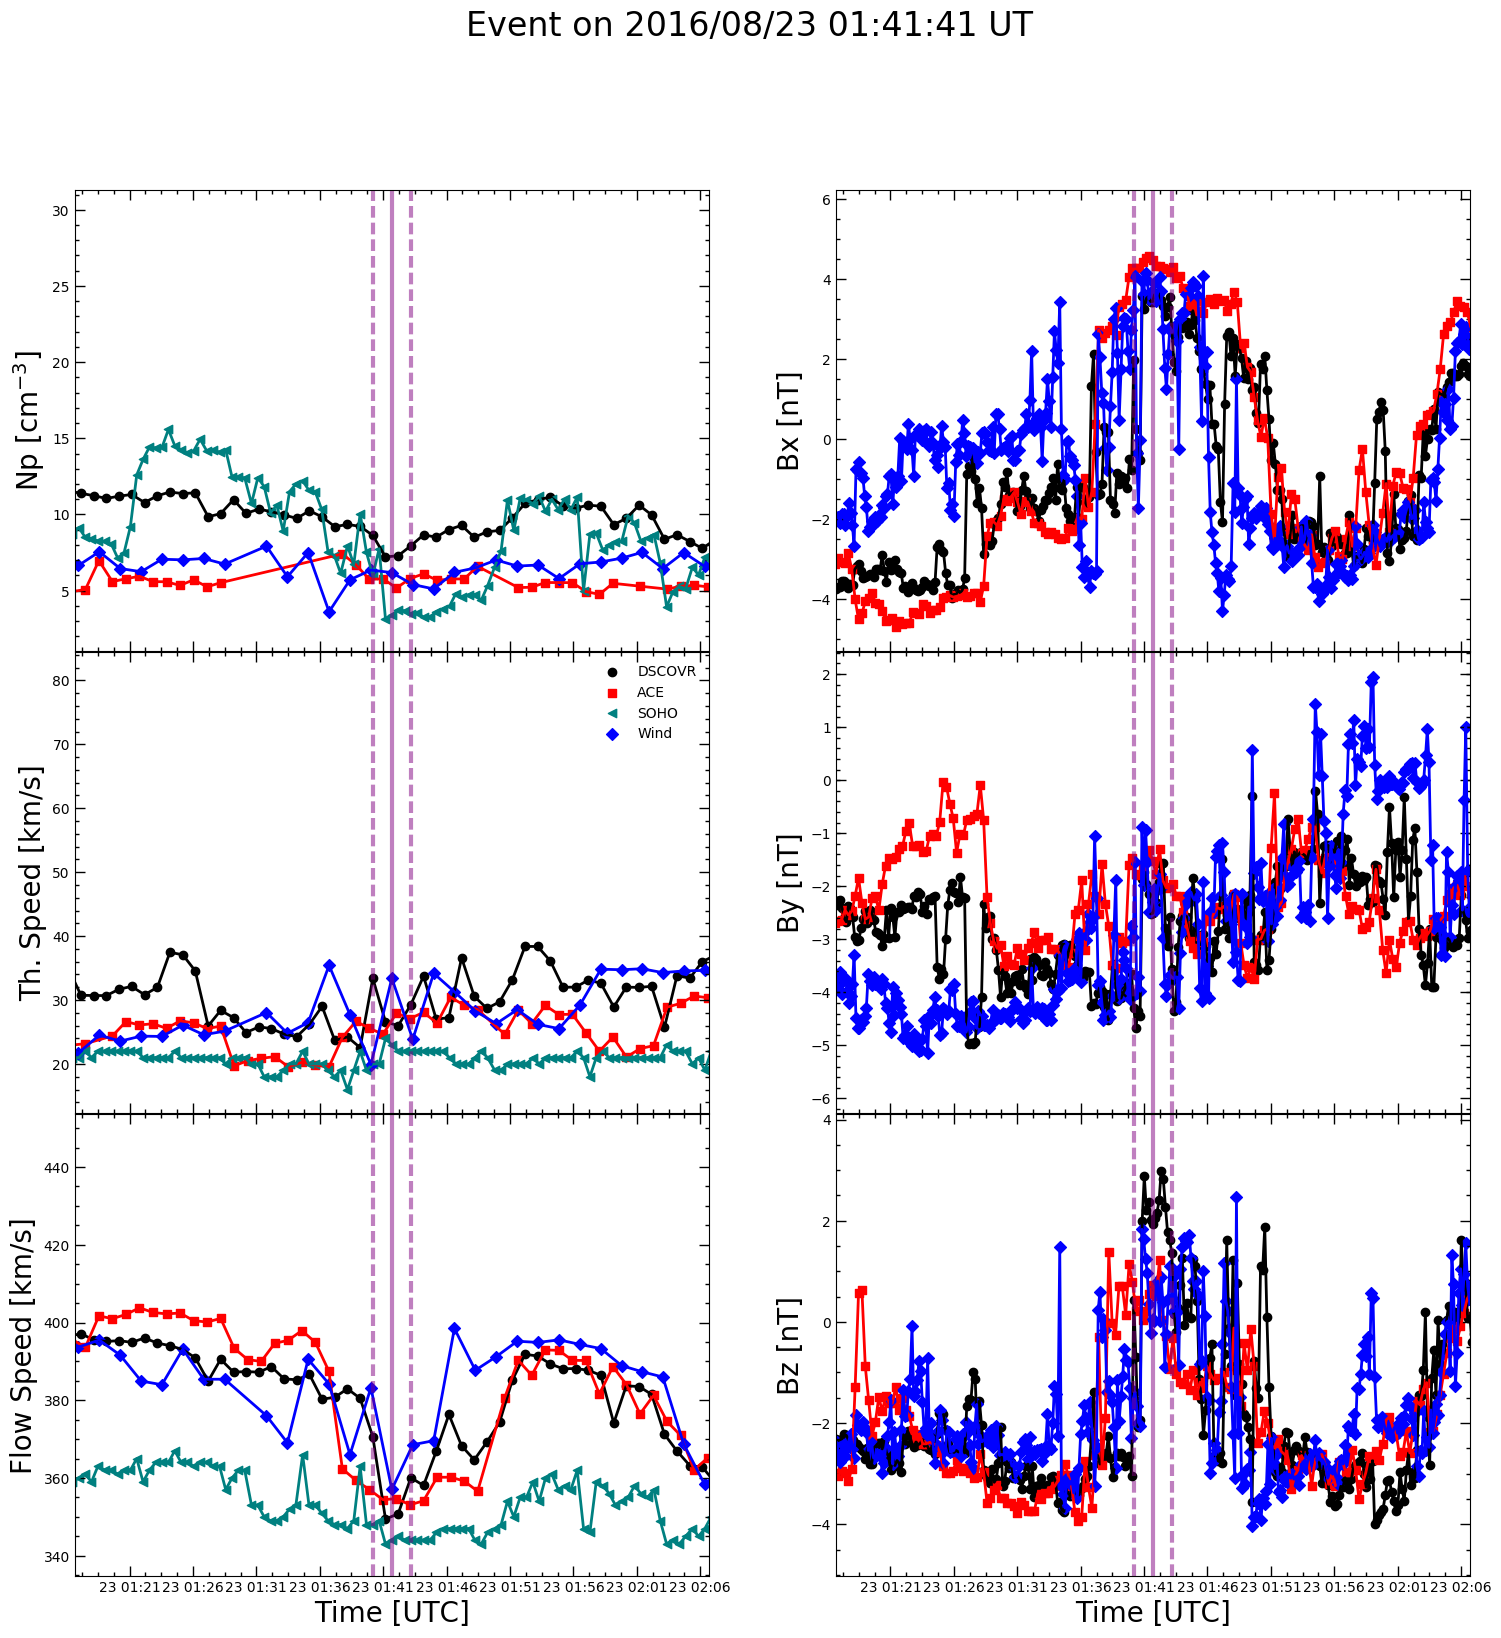 Event on 2016/08/23 01:41:41 UT
Np [cm⁻³]
30
25
20
15
10
5
Th. Speed [km/s]
80
70
60
50
40
30
20
DSCOVR
ACE
SOHO
Wind
Flow Speed [km/s]
440
420
400
380
360
340
23 01:21 23 01:26 23 01:31 23 01:36 23 01:41 23 01:46 23 01:51 23 01:56 23 02:01 23 02:06
Time [UTC]
Bx [nT]
6
4
2
0
−2
−4
By [nT]
2
1
0
−1
−2
−3
−4
−5
−6
Bz [nT]
4
2
0
−2
−4
23 01:21 23 01:26 23 01:31 23 01:36 23 01:41 23 01:46 23 01:51 23 01:56 23 02:01 23 02:06
Time [UTC]